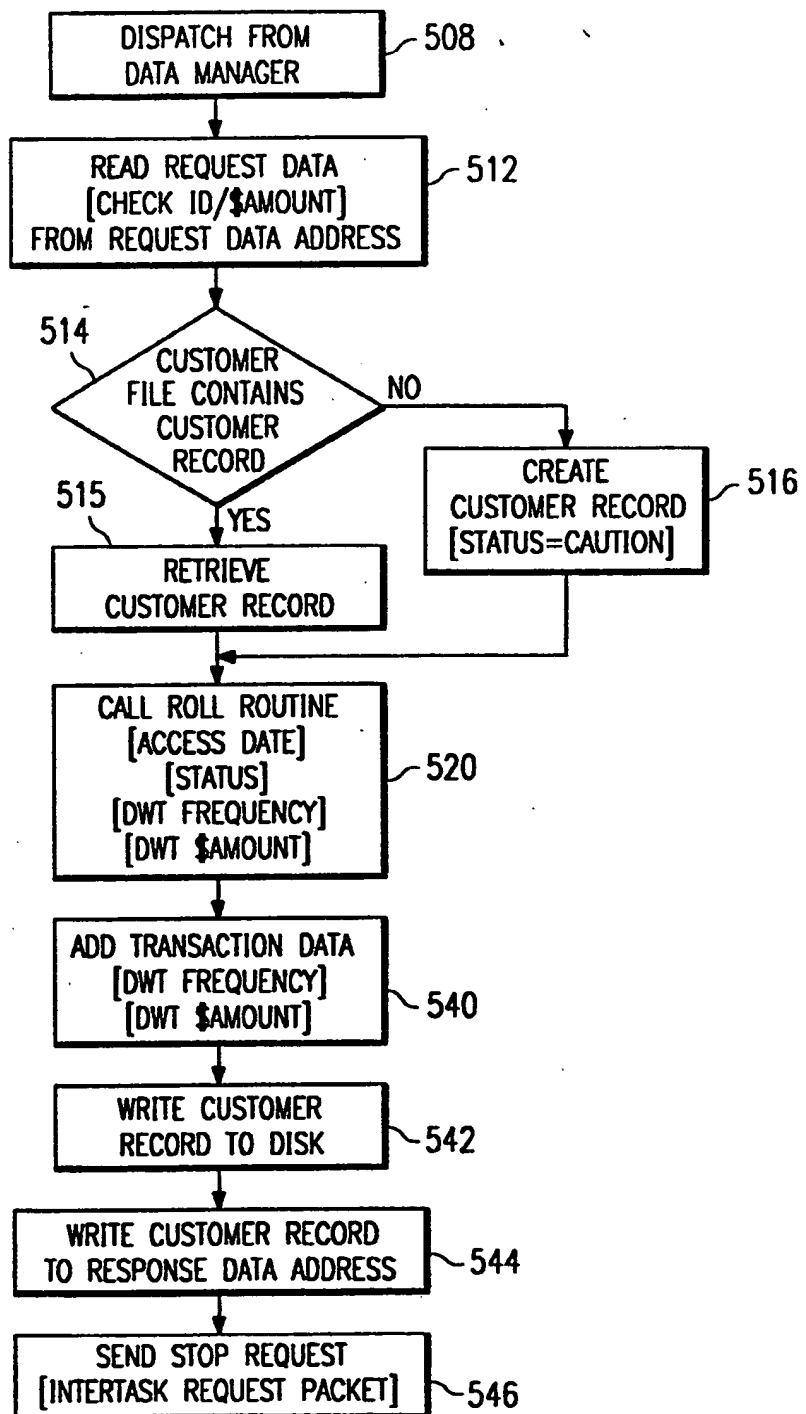 DISPATCH FROM
DATA MANAGER
508
READ REQUEST DATA
[CHECK ID/$AMOUNT]
FROM REQUEST DATA ADDRESS
512
514
CUSTOMER
FILE CONTAINS
CUSTOMER
RECORD
NO
YES
CREATE
CUSTOMER RECORD
[STATUS=CAUTION]
516
515
RETRIEVE
CUSTOMER RECORD
CALL ROLL ROUTINE
[ACCESS DATE]
[STATUS]
[DWT FREQUENCY]
[DWT $AMOUNT]
520
ADD TRANSACTION DATA
[DWT FREQUENCY]
[DWT $AMOUNT]
540
WRITE CUSTOMER
RECORD TO DISK
542
WRITE CUSTOMER RECORD
TO RESPONSE DATA ADDRESS
544
SEND STOP REQUEST
[INTERTASK REQUEST PACKET]
546